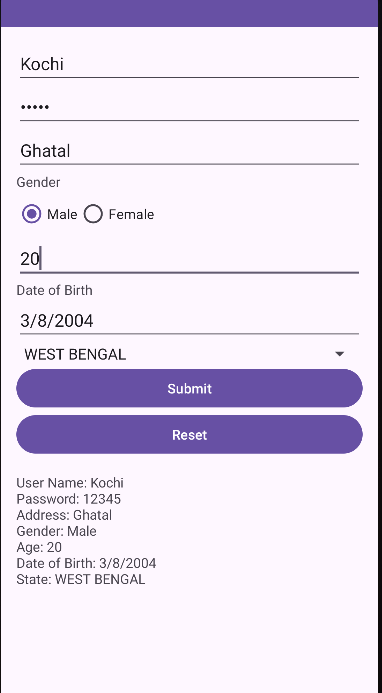 Kochi
•••••
Ghatal
Gender
Male Female
20
Date of Birth
3/8/2004
WEST BENGAL
Submit
Reset
User Name: Kochi
Password: 12345
Address: Ghatal
Gender: Male
Age: 20
Date of Birth: 3/8/2004
State: WEST BENGAL